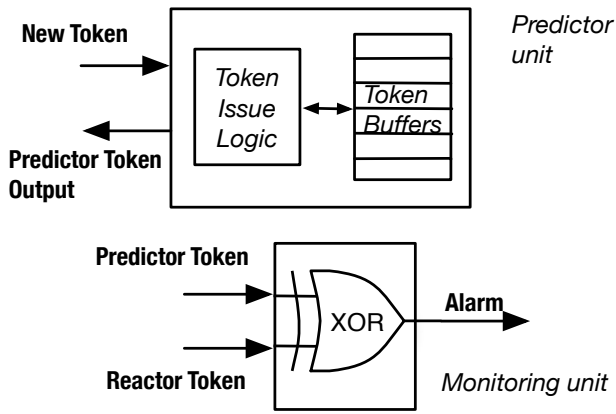 New Token
Predictor
unit
Token
Issue
Logic
Token
Buffers
Predictor Token
Output
Predictor Token
XOR
Alarm
Reactor Token
Monitoring unit